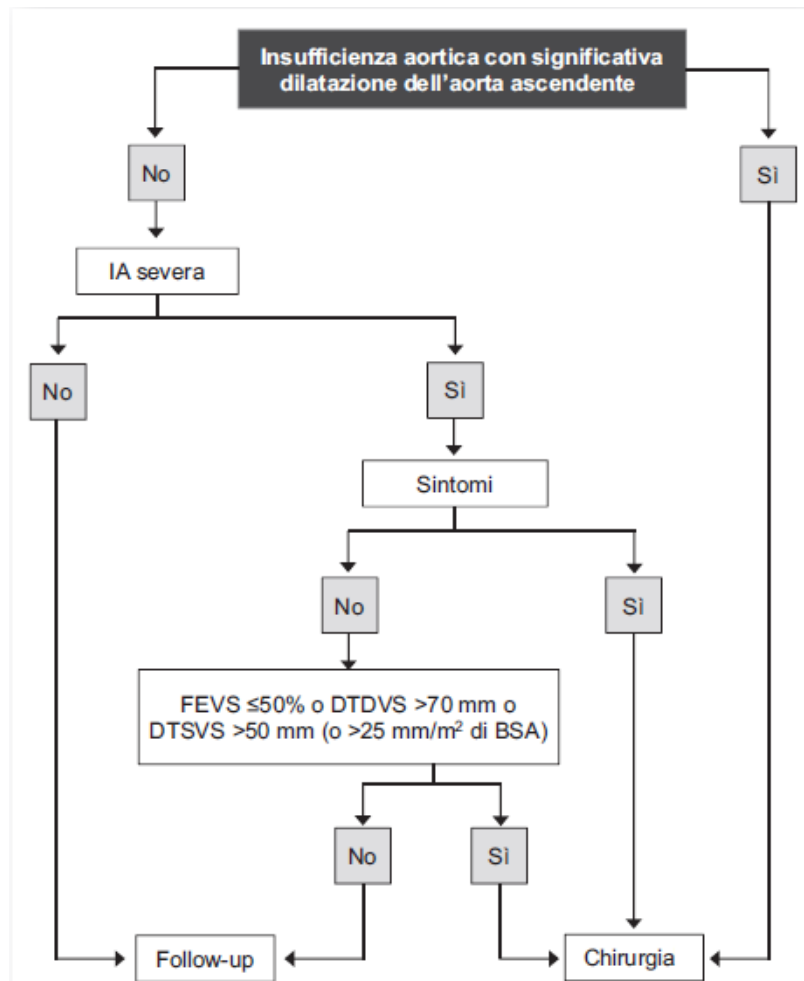 Insufficienza aortica con significativa
dilatazione dell'aorta ascendente
No
Sì
IA severa
No
Sì
Sintomi
No
Sì
FEVS ≤50% o DTDVS >70 mm o
DTSVS >50 mm (o >25 mm/m² di BSA)
No
Sì
Follow-up
Chirurgia